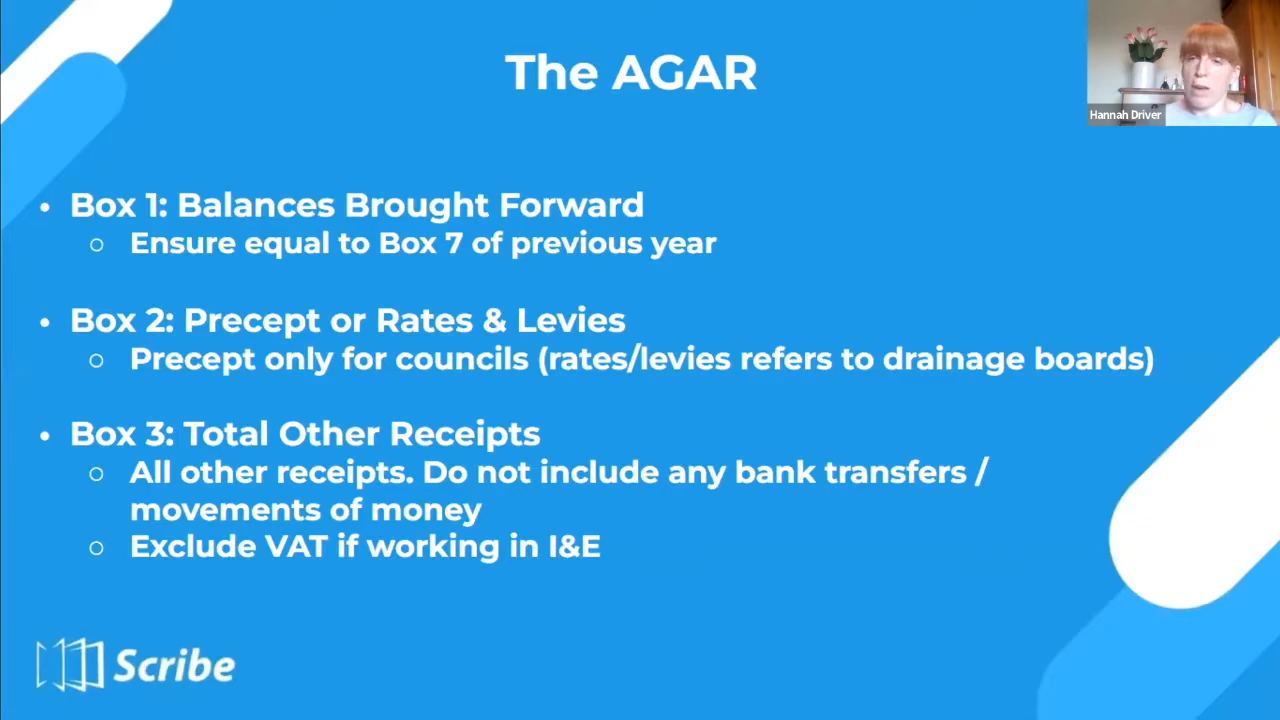 The AGAR
Hannah Driver
• Box 1: Balances Brought Forward
○ Ensure equal to Box 7 of previous year
• Box 2: Precept or Rates & Levies
○ Precept only for councils (rates/levies refers to drainage boards)
• Box 3: Total Other Receipts
○ All other receipts. Do not include any bank transfers /
movements of money
○ Exclude VAT if working in I&E
Scribe